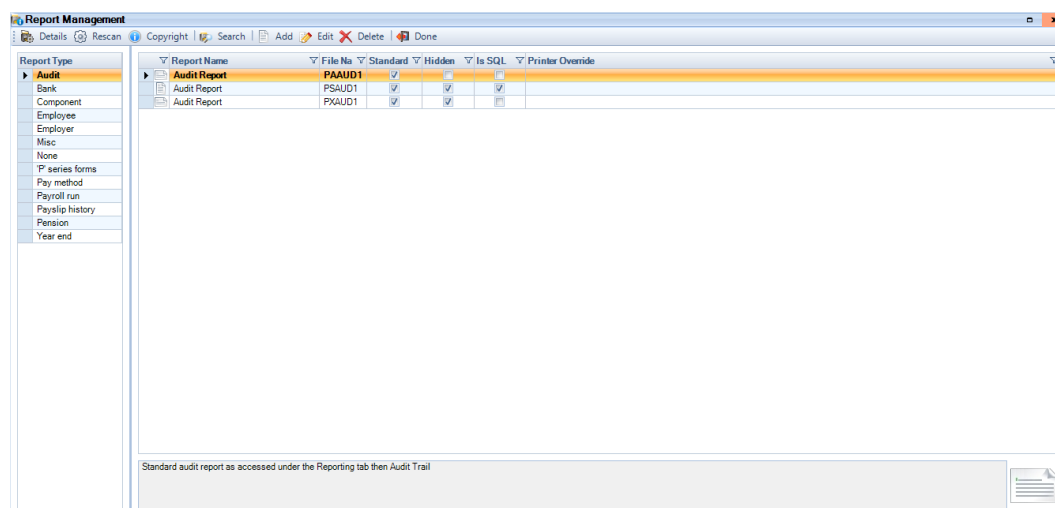 Report Management
Details Rescan Copyright Search Add Edit Delete Done
Report Type
Audit
Bank
Component
Employee
Employer
Misc
None
'P' series forms
Pay method
Payroll run
Payslip history
Pension
Year end
Report Name File Na Standard Hidden Is SQL Printer Override
Audit Report PAAUD1
Audit Report PSAUD1
Audit Report PXAUD1
Standard audit report as accessed under the Reporting tab then Audit Trail